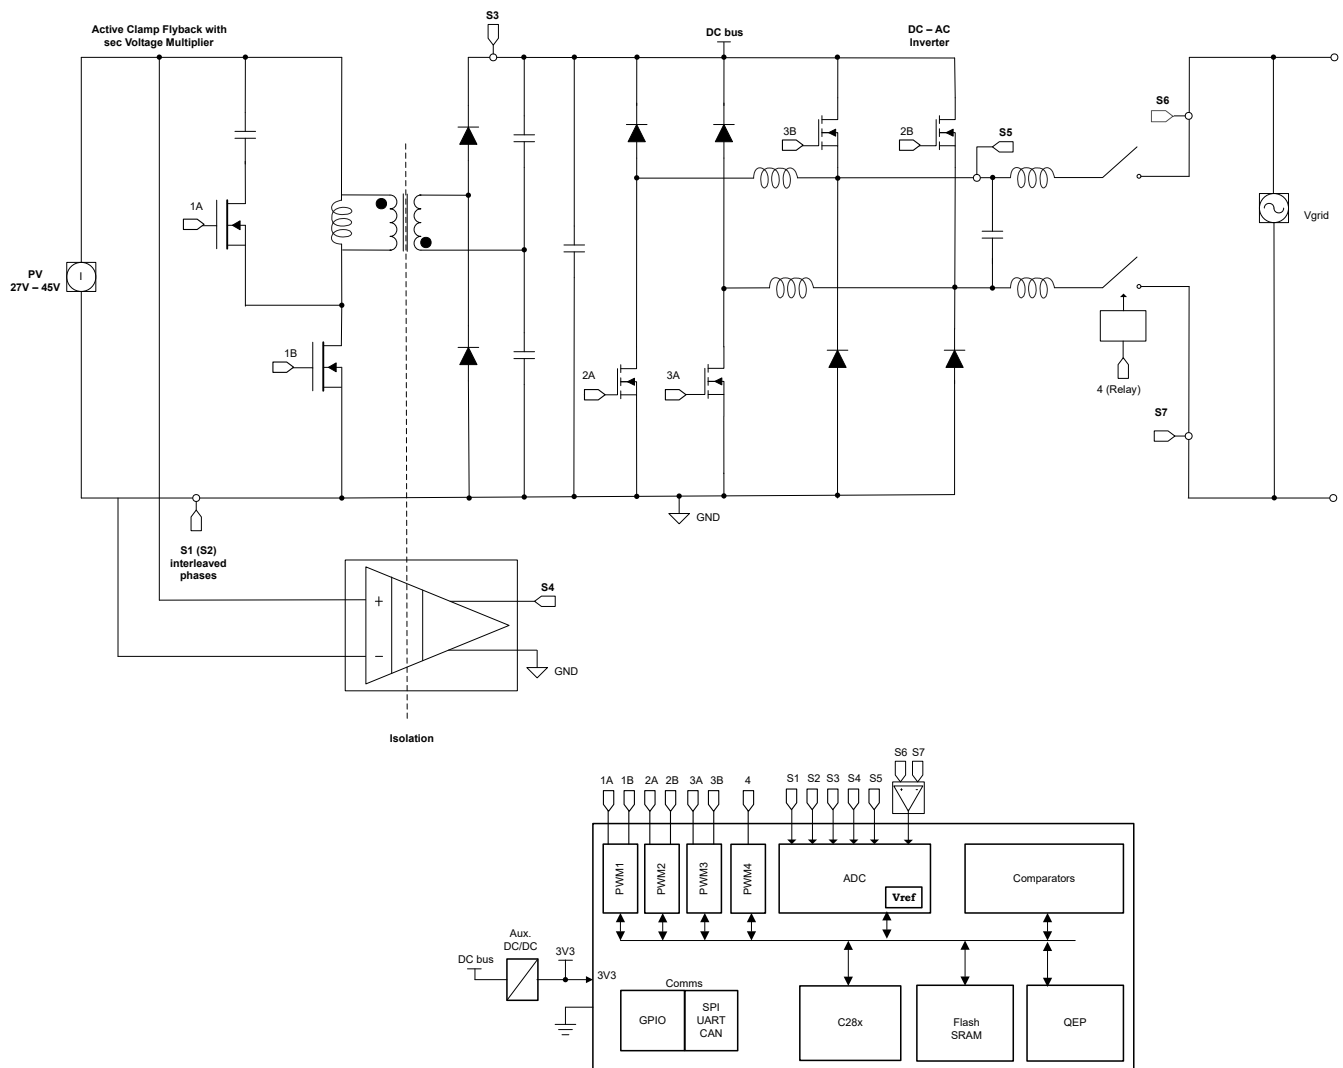 Active Clamp Flyback with
sec Voltage Multiplier
S3
DC bus
DC – AC
Inverter
S6
3B
2B
S5
1A
Vgrid
PV
27V – 45V
I
1B
2A
3A
4 (Relay)
S7
GND
S1 (S2)
interleaved
phases
S4
+
−
GND
Isolation
S6 S7
1A 1B 2A 2B 3A 3B 4 S1 S2 S3 S4 S5
+ -
PWM1
PWM2
PWM3
PWM4
ADC
Vref
Comparators
Aux.
DC/DC
DC bus
3V3
3V3
Comms
GPIO
SPI
UART
CAN
C28x
Flash
SRAM
QEP